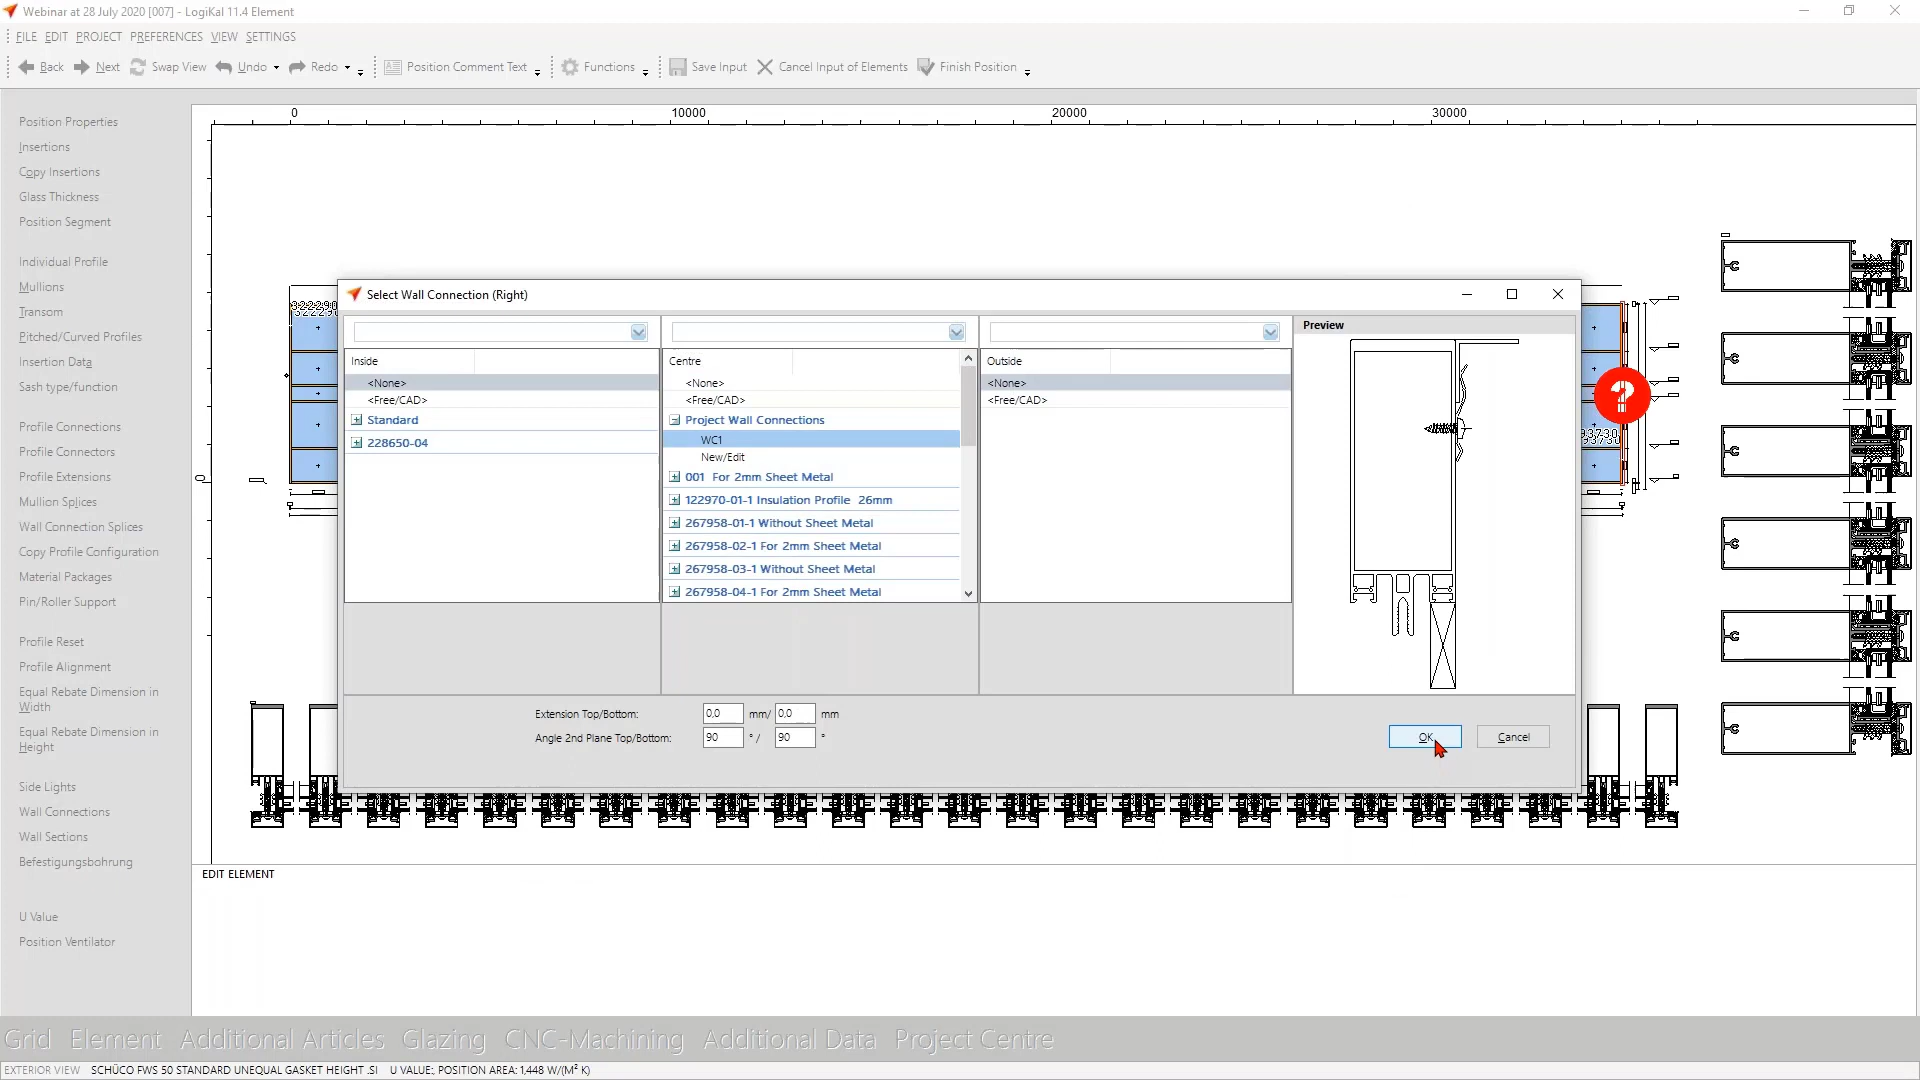 Webinar at 28 July 2020 [007] - LogiKal 11.4 Element
FILE EDIT PROJECT PREFERENCES VIEW SETTINGS
Back Next Swap View Undo Redo Position Comment Text Functions Save Input Cancel Input of Elements Finish Position
Position Properties
Insertions
Copy Insertions
Glass Thickness
Position Segment
Individual Profile
Mullions
Transom
Pitched/Curved Profiles
Insertion Data
Sash type/function
Profile Connections
Profile Connectors
Profile Extensions
Mullion Splices
Wall Connection Splices
Copy Profile Configuration
Material Packages
Pin/Roller Support
Profile Reset
Profile Alignment
Equal Rebate Dimension in
Width
Equal Rebate Dimension in
Height
Side Lights
Wall Connections
Wall Sections
Befestigungsbohrung
U Value
Position Ventilator
0 10000 20000 30000
0
Select Wall Connection (Right)
Inside
<None>
<Free/CAD>
Standard
228650-04
Centre
<None>
<Free/CAD>
Project Wall Connections
WC1
New/Edit
001 For 2mm Sheet Metal
122970-01-1 Insulation Profile 26mm
267958-01-1 Without Sheet Metal
267958-02-1 For 2mm Sheet Metal
267958-03-1 Without Sheet Metal
267958-04-1 For 2mm Sheet Metal
Outside
<None>
<Free/CAD>
Preview
?
Extension Top/Bottom: 0,0 mm/ 0,0 mm
Angle 2nd Plane Top/Bottom: 90 ° / 90 °
OK Cancel
EDIT ELEMENT
Grid Element Additional Articles Glazing CNC-Machining Additional Data Project Centre
EXTERIOR VIEW SCHÜCO FWS 50 STANDARD UNEQUAL GASKET HEIGHT .SI U VALUE:, POSITION AREA: 1,448 W/(M² K)